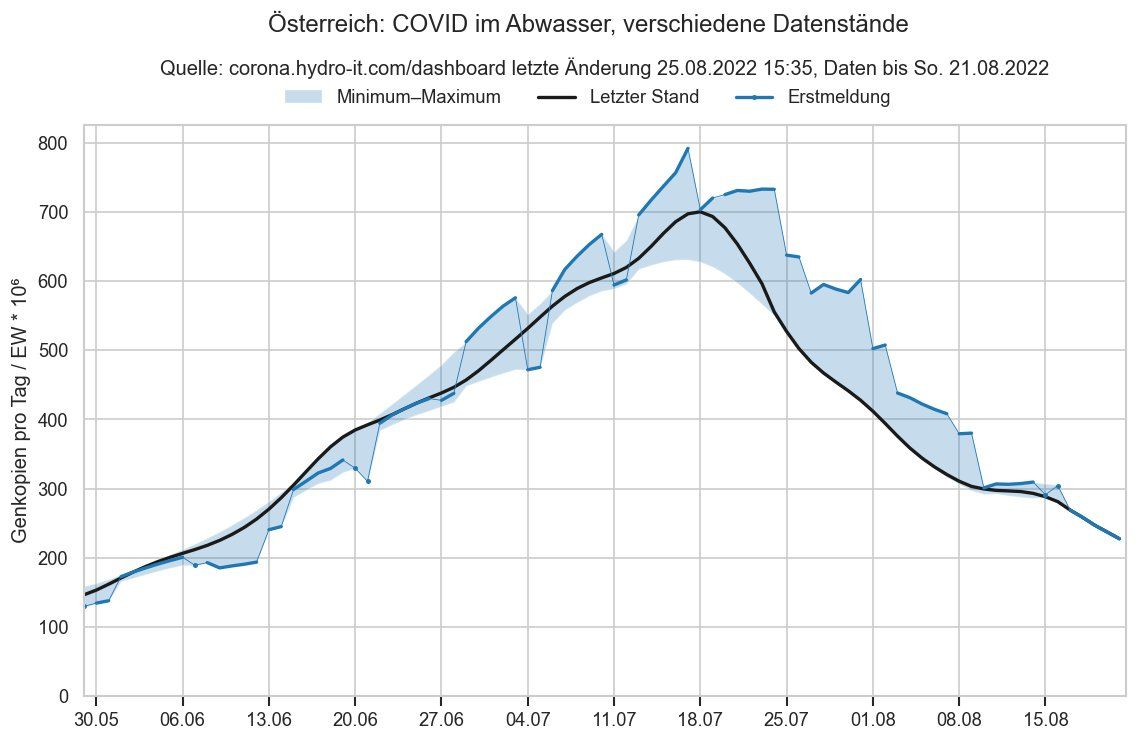 Österreich: COVID im Abwasser, verschiedene Datenstände
Quelle: corona.hydro-it.com/dashboard letzte Änderung 25.08.2022 15:35, Daten bis So. 21.08.2022
Minimum–Maximum Letzter Stand Erstmeldung
Genkopien pro Tag / EW * 10⁶
800
700
600
500
400
300
200
100
0
30.05 06.06 13.06 20.06 27.06 04.07 11.07 18.07 25.07 01.08 08.08 15.08